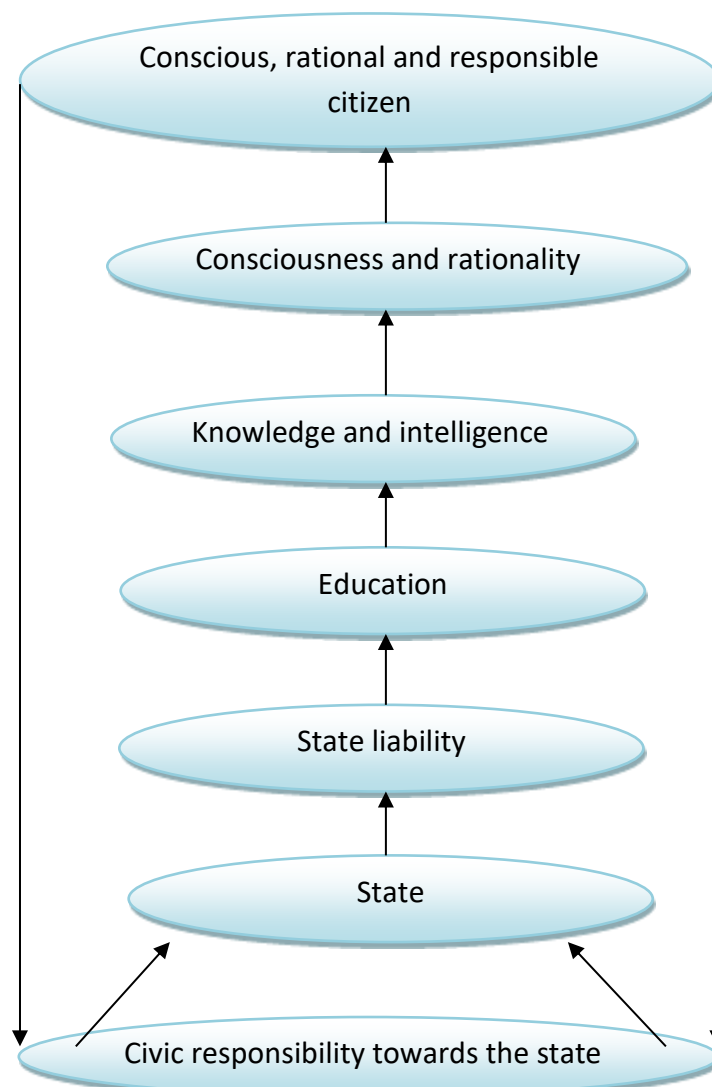 Conscious, rational and responsible
citizen
Consciousness and rationality
Knowledge and intelligence
Education
State liability
State
Civic responsibility towards the state